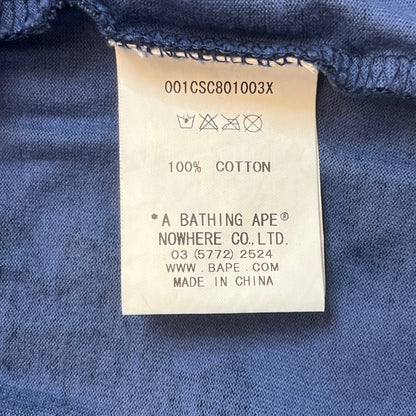 001CSC801003X
100% COTTON
*A BATHING APE®
NOWHERE CO.,LTD.
03 (5772) 2524
WWW.BAPE.COM
MADE IN CHINA